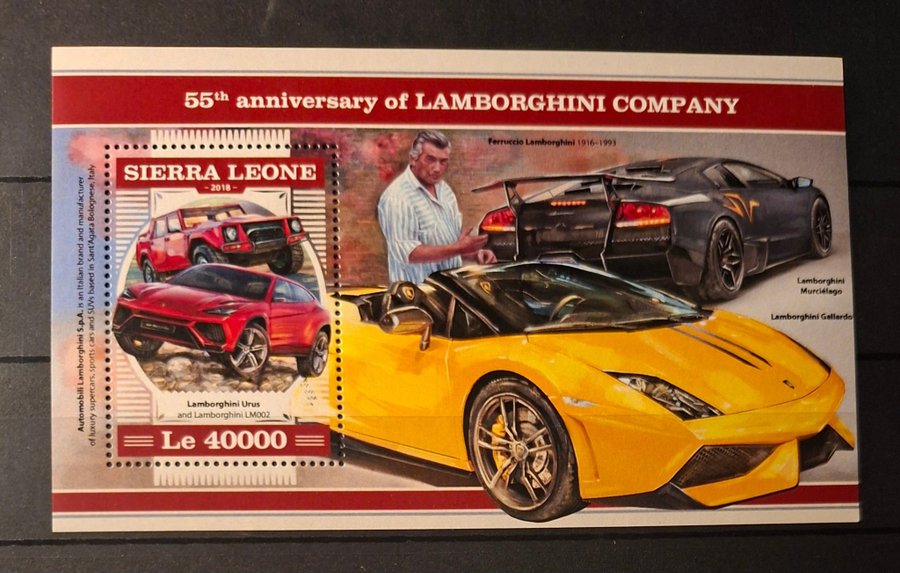 55th anniversary of LAMBORGHINI COMPANY
Ferruccio Lamborghini 1916-1993
SIERRA LEONE
- 2018 -
Automobili Lamborghini S.p.A. is an Italian brand and manufacturer
of luxury supercars, sports cars and SUVs based in Sant'Agata Bolognese, Italy
Lamborghini
Murciélago
Lamborghini Gallardo
Lamborghini Urus
and Lamborghini LM002
Le 40000